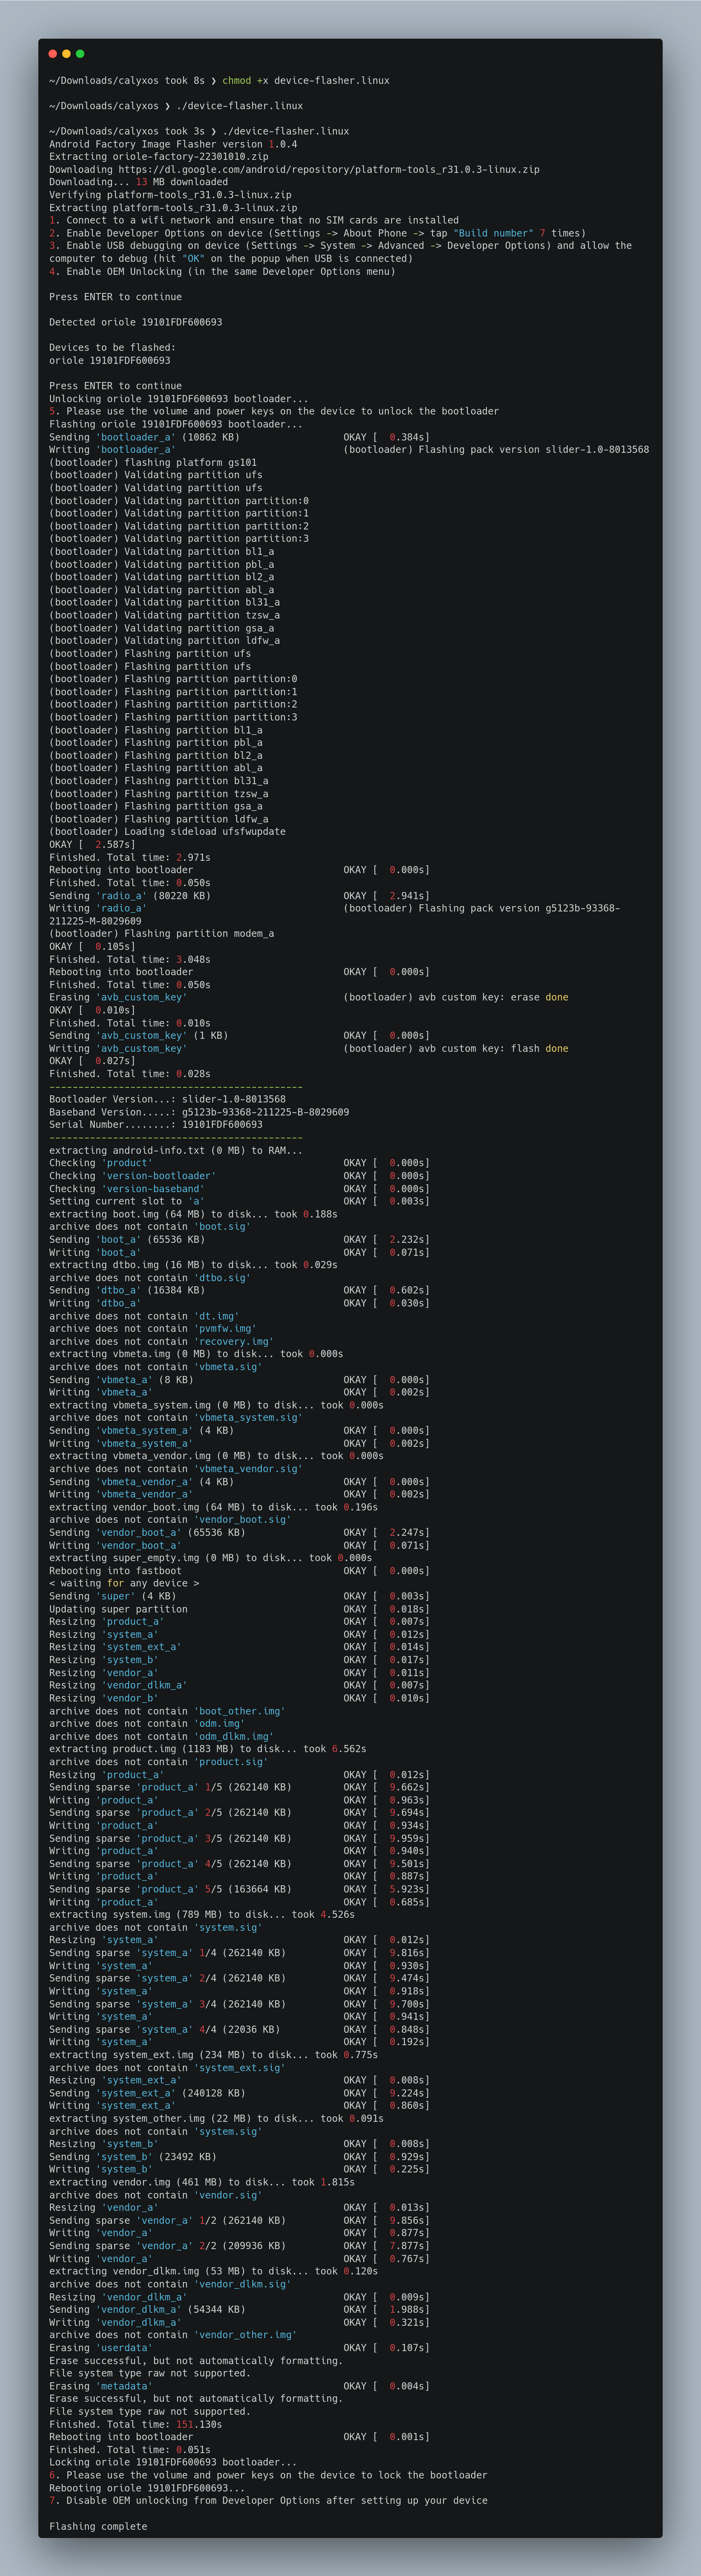 ~/Downloads/calyxos took 8s ❯ chmod +x device-flasher.linux
~/Downloads/calyxos ❯ ./device-flasher.linux
~/Downloads/calyxos took 3s ❯ ./device-flasher.linux
Android Factory Image Flasher version 1.0.4
Extracting oriole-factory-22301010.zip
Downloading https://dl.google.com/android/repository/platform-tools_r31.0.3-linux.zip
Downloading... 13 MB downloaded
Verifying platform-tools_r31.0.3-linux.zip
Extracting platform-tools_r31.0.3-linux.zip
1. Connect to a wifi network and ensure that no SIM cards are installed
2. Enable Developer Options on device (Settings -> About Phone -> tap "Build number" 7 times)
3. Enable USB debugging on device (Settings -> System -> Advanced -> Developer Options) and allow the
computer to debug (hit "OK" on the popup when USB is connected)
4. Enable OEM Unlocking (in the same Developer Options menu)
Press ENTER to continue
Detected oriole 19101FDF600693
Devices to be flashed:
oriole 19101FDF600693
Press ENTER to continue
Unlocking oriole 19101FDF600693 bootloader...
5. Please use the volume and power keys on the device to unlock the bootloader
Flashing oriole 19101FDF600693 bootloader...
Sending 'bootloader_a' (10862 KB) OKAY [ 0.384s]
Writing 'bootloader_a' (bootloader) Flashing pack version slider-1.0-8013568
(bootloader) flashing platform gs101
(bootloader) Validating partition ufs
(bootloader) Validating partition ufs
(bootloader) Validating partition partition:0
(bootloader) Validating partition partition:1
(bootloader) Validating partition partition:2
(bootloader) Validating partition partition:3
(bootloader) Validating partition bl1_a
(bootloader) Validating partition pbl_a
(bootloader) Validating partition bl2_a
(bootloader) Validating partition abl_a
(bootloader) Validating partition bl31_a
(bootloader) Validating partition tzsw_a
(bootloader) Validating partition gsa_a
(bootloader) Validating partition ldfw_a
(bootloader) Flashing partition ufs
(bootloader) Flashing partition ufs
(bootloader) Flashing partition partition:0
(bootloader) Flashing partition partition:1
(bootloader) Flashing partition partition:2
(bootloader) Flashing partition partition:3
(bootloader) Flashing partition bl1_a
(bootloader) Flashing partition pbl_a
(bootloader) Flashing partition bl2_a
(bootloader) Flashing partition abl_a
(bootloader) Flashing partition bl31_a
(bootloader) Flashing partition tzsw_a
(bootloader) Flashing partition gsa_a
(bootloader) Flashing partition ldfw_a
(bootloader) Loading sideload ufsfwupdate
OKAY [ 2.587s]
Finished. Total time: 2.971s
Rebooting into bootloader OKAY [ 0.000s]
Finished. Total time: 0.050s
Sending 'radio_a' (80220 KB) OKAY [ 2.941s]
Writing 'radio_a' (bootloader) Flashing pack version g5123b-93368-
211225-M-8029609
(bootloader) Flashing partition modem_a
OKAY [ 0.105s]
Finished. Total time: 3.048s
Rebooting into bootloader OKAY [ 0.000s]
Finished. Total time: 0.050s
Erasing 'avb_custom_key' (bootloader) avb custom key: erase done
OKAY [ 0.010s]
Finished. Total time: 0.010s
Sending 'avb_custom_key' (1 KB) OKAY [ 0.000s]
Writing 'avb_custom_key' (bootloader) avb custom key: flash done
OKAY [ 0.027s]
Finished. Total time: 0.028s
--------------------------------------------
Bootloader Version...: slider-1.0-8013568
Baseband Version.....: g5123b-93368-211225-B-8029609
Serial Number........: 19101FDF600693
--------------------------------------------
extracting android-info.txt (0 MB) to RAM...
Checking 'product' OKAY [ 0.000s]
Checking 'version-bootloader' OKAY [ 0.000s]
Checking 'version-baseband' OKAY [ 0.000s]
Setting current slot to 'a' OKAY [ 0.003s]
extracting boot.img (64 MB) to disk... took 0.188s
archive does not contain 'boot.sig'
Sending 'boot_a' (65536 KB) OKAY [ 2.232s]
Writing 'boot_a' OKAY [ 0.071s]
extracting dtbo.img (16 MB) to disk... took 0.029s
archive does not contain 'dtbo.sig'
Sending 'dtbo_a' (16384 KB) OKAY [ 0.602s]
Writing 'dtbo_a' OKAY [ 0.030s]
archive does not contain 'dt.img'
archive does not contain 'pvmfw.img'
archive does not contain 'recovery.img'
extracting vbmeta.img (0 MB) to disk... took 0.000s
archive does not contain 'vbmeta.sig'
Sending 'vbmeta_a' (8 KB) OKAY [ 0.000s]
Writing 'vbmeta_a' OKAY [ 0.002s]
extracting vbmeta_system.img (0 MB) to disk... took 0.000s
archive does not contain 'vbmeta_system.sig'
Sending 'vbmeta_system_a' (4 KB) OKAY [ 0.000s]
Writing 'vbmeta_system_a' OKAY [ 0.002s]
extracting vbmeta_vendor.img (0 MB) to disk... took 0.000s
archive does not contain 'vbmeta_vendor.sig'
Sending 'vbmeta_vendor_a' (4 KB) OKAY [ 0.000s]
Writing 'vbmeta_vendor_a' OKAY [ 0.002s]
extracting vendor_boot.img (64 MB) to disk... took 0.196s
archive does not contain 'vendor_boot.sig'
Sending 'vendor_boot_a' (65536 KB) OKAY [ 2.247s]
Writing 'vendor_boot_a' OKAY [ 0.071s]
extracting super_empty.img (0 MB) to disk... took 0.000s
Rebooting into fastboot OKAY [ 0.000s]
< waiting for any device >
Sending 'super' (4 KB) OKAY [ 0.003s]
Updating super partition OKAY [ 0.018s]
Resizing 'product_a' OKAY [ 0.007s]
Resizing 'system_a' OKAY [ 0.012s]
Resizing 'system_ext_a' OKAY [ 0.014s]
Resizing 'system_b' OKAY [ 0.017s]
Resizing 'vendor_a' OKAY [ 0.011s]
Resizing 'vendor_dlkm_a' OKAY [ 0.007s]
Resizing 'vendor_b' OKAY [ 0.010s]
archive does not contain 'boot_other.img'
archive does not contain 'odm.img'
archive does not contain 'odm_dlkm.img'
extracting product.img (1183 MB) to disk... took 6.562s
archive does not contain 'product.sig'
Resizing 'product_a' OKAY [ 0.012s]
Sending sparse 'product_a' 1/5 (262140 KB) OKAY [ 9.662s]
Writing 'product_a' OKAY [ 0.963s]
Sending sparse 'product_a' 2/5 (262140 KB) OKAY [ 9.694s]
Writing 'product_a' OKAY [ 0.934s]
Sending sparse 'product_a' 3/5 (262140 KB) OKAY [ 9.959s]
Writing 'product_a' OKAY [ 0.940s]
Sending sparse 'product_a' 4/5 (262140 KB) OKAY [ 9.501s]
Writing 'product_a' OKAY [ 0.887s]
Sending sparse 'product_a' 5/5 (163664 KB) OKAY [ 5.923s]
Writing 'product_a' OKAY [ 0.685s]
extracting system.img (789 MB) to disk... took 4.526s
archive does not contain 'system.sig'
Resizing 'system_a' OKAY [ 0.012s]
Sending sparse 'system_a' 1/4 (262140 KB) OKAY [ 9.816s]
Writing 'system_a' OKAY [ 0.930s]
Sending sparse 'system_a' 2/4 (262140 KB) OKAY [ 9.474s]
Writing 'system_a' OKAY [ 0.918s]
Sending sparse 'system_a' 3/4 (262140 KB) OKAY [ 9.700s]
Writing 'system_a' OKAY [ 0.941s]
Sending sparse 'system_a' 4/4 (22036 KB) OKAY [ 0.848s]
Writing 'system_a' OKAY [ 0.192s]
extracting system_ext.img (234 MB) to disk... took 0.775s
archive does not contain 'system_ext.sig'
Resizing 'system_ext_a' OKAY [ 0.008s]
Sending 'system_ext_a' (240128 KB) OKAY [ 9.224s]
Writing 'system_ext_a' OKAY [ 0.860s]
extracting system_other.img (22 MB) to disk... took 0.091s
archive does not contain 'system.sig'
Resizing 'system_b' OKAY [ 0.008s]
Sending 'system_b' (23492 KB) OKAY [ 0.929s]
Writing 'system_b' OKAY [ 0.225s]
extracting vendor.img (461 MB) to disk... took 1.815s
archive does not contain 'vendor.sig'
Resizing 'vendor_a' OKAY [ 0.013s]
Sending sparse 'vendor_a' 1/2 (262140 KB) OKAY [ 9.856s]
Writing 'vendor_a' OKAY [ 0.877s]
Sending sparse 'vendor_a' 2/2 (209936 KB) OKAY [ 7.877s]
Writing 'vendor_a' OKAY [ 0.767s]
extracting vendor_dlkm.img (53 MB) to disk... took 0.120s
archive does not contain 'vendor_dlkm.sig'
Resizing 'vendor_dlkm_a' OKAY [ 0.009s]
Sending 'vendor_dlkm_a' (54344 KB) OKAY [ 1.988s]
Writing 'vendor_dlkm_a' OKAY [ 0.321s]
archive does not contain 'vendor_other.img'
Erasing 'userdata' OKAY [ 0.107s]
Erase successful, but not automatically formatting.
File system type raw not supported.
Erasing 'metadata' OKAY [ 0.004s]
Erase successful, but not automatically formatting.
File system type raw not supported.
Finished. Total time: 151.130s
Rebooting into bootloader OKAY [ 0.001s]
Finished. Total time: 0.051s
Locking oriole 19101FDF600693 bootloader...
6. Please use the volume and power keys on the device to lock the bootloader
Rebooting oriole 19101FDF600693...
7. Disable OEM unlocking from Developer Options after setting up your device
Flashing complete